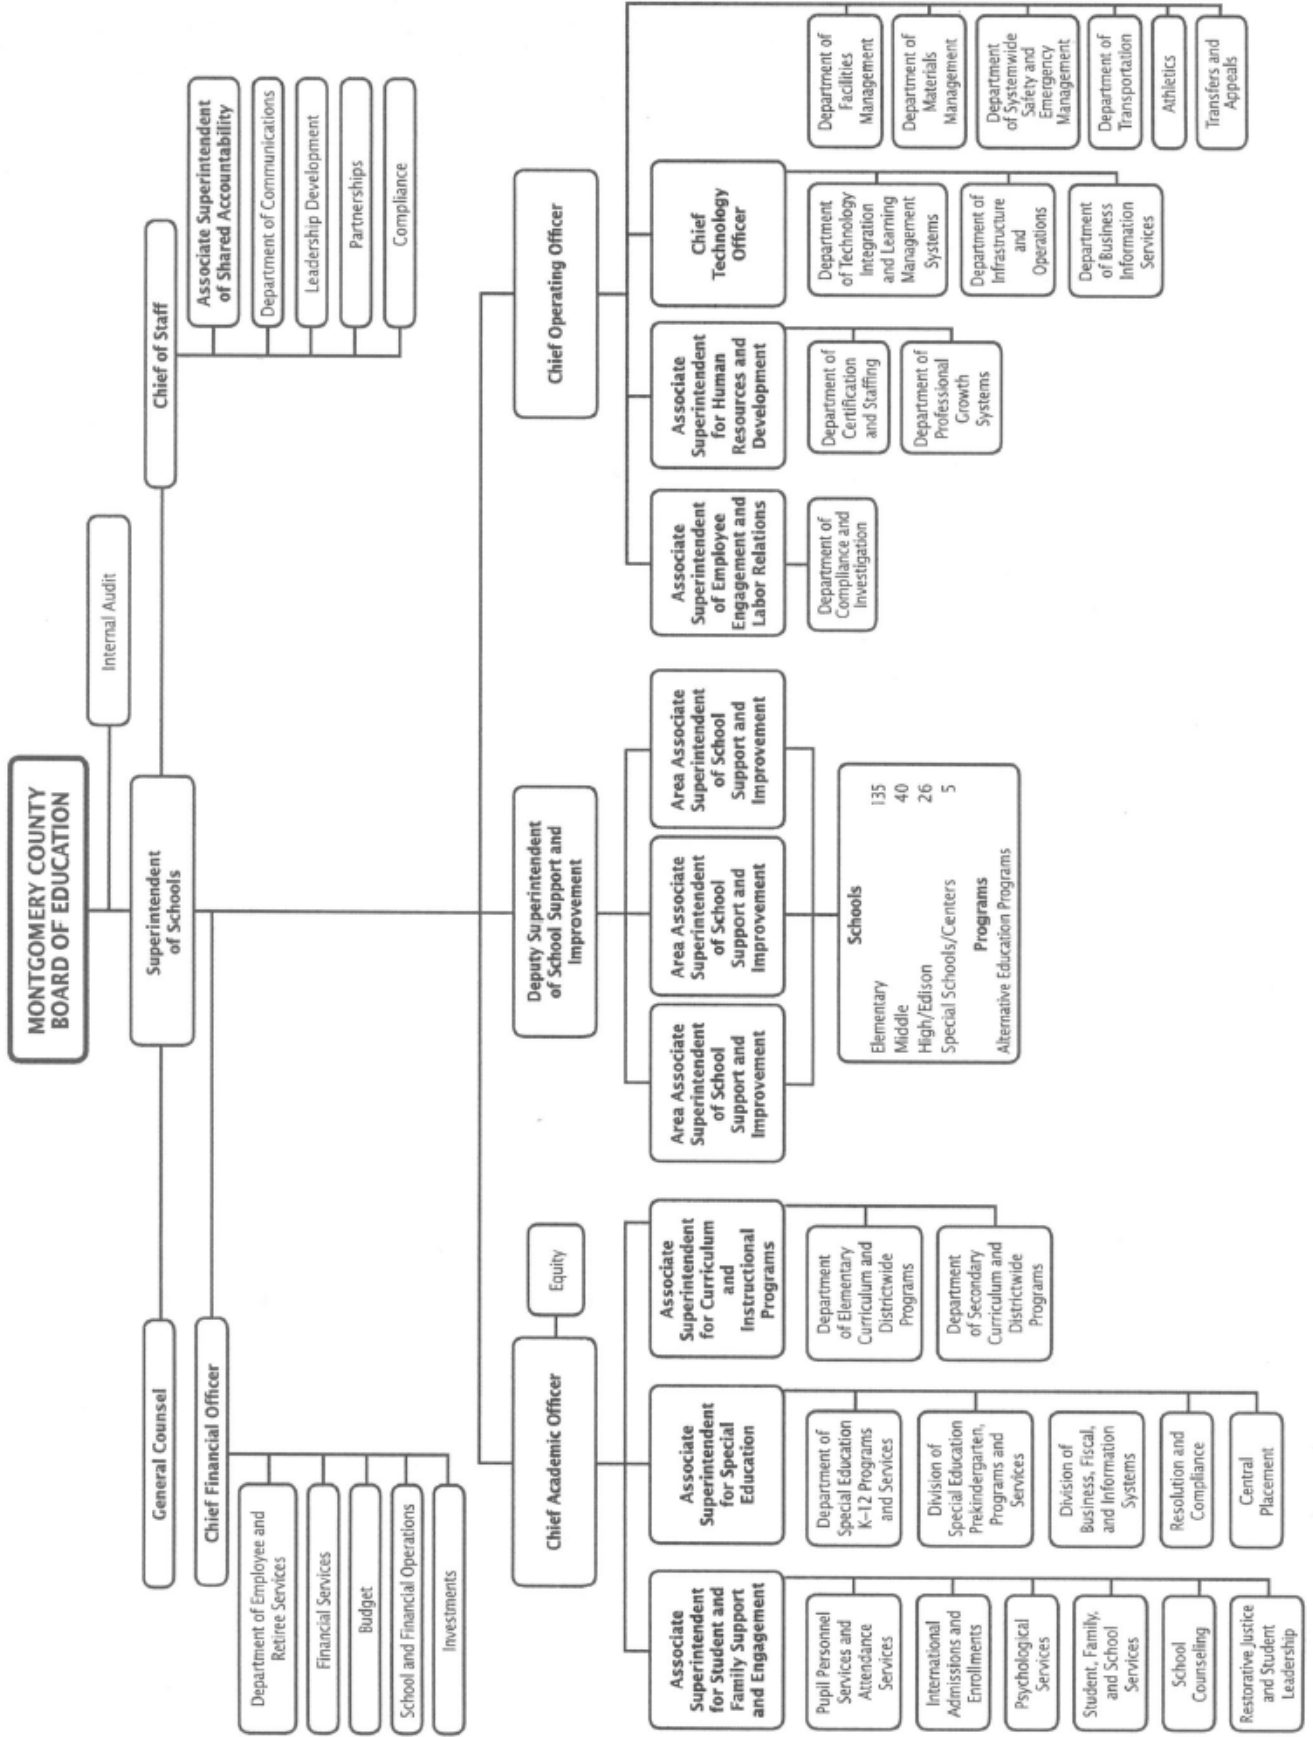 MONTGOMERY COUNTY
BOARD OF EDUCATION
Internal Audit
Superintendent
of Schools
General Counsel
Chief of Staff
Chief Financial Officer
Department of Employee and
Retiree Services
Financial Services
Budget
School and Financial Operations
Investments
Associate Superintendent
of Shared Accountability
Department of Communications
Leadership Development
Partnerships
Compliance
Chief Academic Officer
Equity
Deputy Superintendent
of School Support and
Improvement
Chief Operating Officer
Associate
Superintendent
for Student and
Family Support
and Engagement
Pupil Personnel
Services and
Attendance
Services
International
Admissions and
Enrollments
Psychological
Services
Student, Family,
and School
Services
School
Counseling
Restorative Justice
and Student
Leadership
Associate
Superintendent
for Special
Education
Department of
Special Education
K–12 Programs
and Services
Division of
Special Education
Prekindergarten,
Programs and
Services
Division of
Business, Fiscal,
and Information
Systems
Resolution and
Compliance
Central
Placement
Associate
Superintendent
for Curriculum
and
Instructional
Programs
Department
of Elementary
Curriculum and
Districtwide
Programs
Department
of Secondary
Curriculum and
Districtwide
Programs
Area Associate
Superintendent
of School
Support and
Improvement
Area Associate
Superintendent
of School
Support and
Improvement
Area Associate
Superintendent
of School
Support and
Improvement
Schools
Elementary 135
Middle 40
High/Edison 26
Special Schools/Centers 5
Programs
Alternative Education Programs
Associate
Superintendent
of Employee
Engagement and
Labor Relations
Department of
Compliance and
Investigation
Associate
Superintendent
for Human
Resources and
Development
Department of
Certification
and Staffing
Department of
Professional
Growth
Systems
Chief
Technology
Officer
Department
of Technology
Integration
and Learning
Management
Systems
Department of
Infrastructure
and
Operations
Department
of Business
Information
Services
Department of
Facilities
Management
Department of
Materials
Management
Department
of Systemwide
Safety and
Emergency
Management
Department of
Transportation
Athletics
Transfers and
Appeals